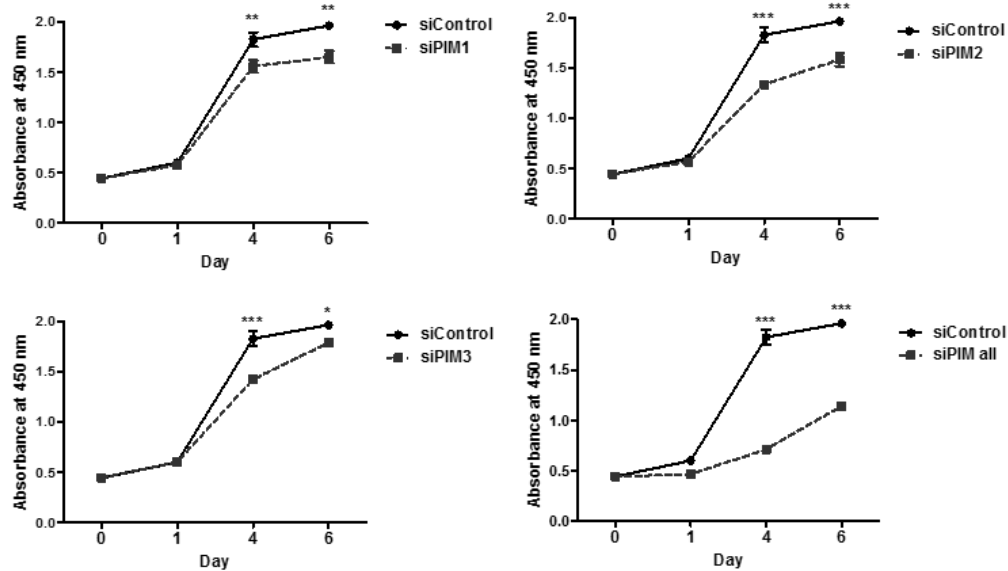 ** **
2.0
1.5
1.0
0.5
0.0
Absorbance at 450 nm
0 1 4 6
Day
siControl
siPIM1
*** ***
2.0
1.5
1.0
0.5
0.0
Absorbance at 450 nm
0 1 4 6
Day
siControl
siPIM2
*** *
2.0
1.5
1.0
0.5
0.0
Absorbance at 450 nm
0 1 4 6
Day
siControl
siPIM3
*** ***
2.0
1.5
1.0
0.5
0.0
Absorbance at 450 nm
0 1 4 6
Day
siControl
siPIM all